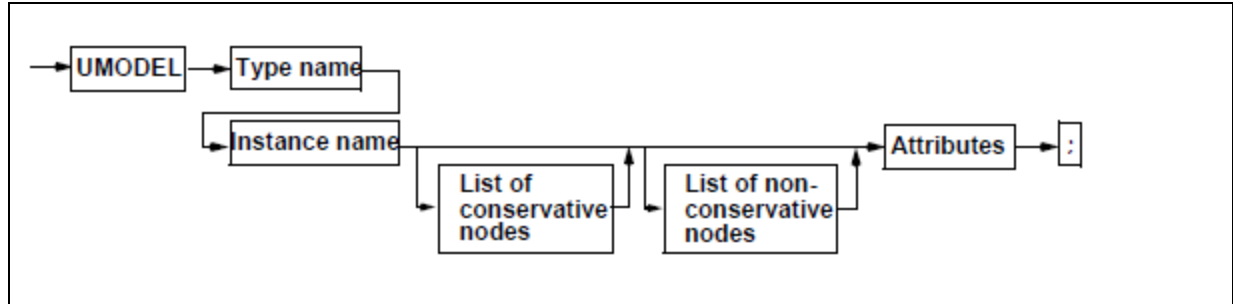 UMODEL
Type name
Instance name
Attributes
;
List of
conservative
nodes
List of non-
conservative
nodes